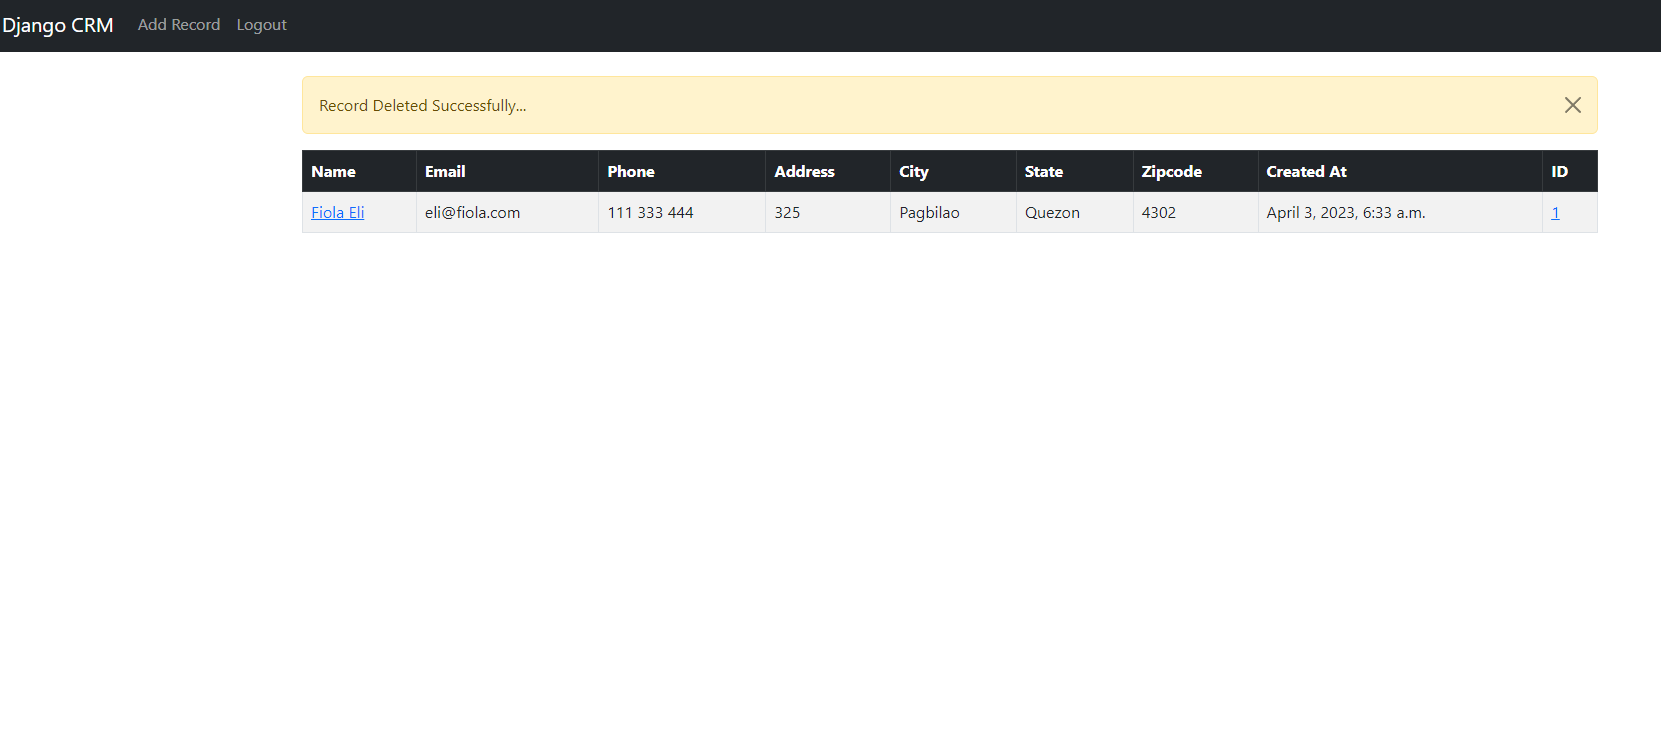 Django CRM Add Record Logout
Record Deleted Successfully...
Name Email Phone Address City State Zipcode Created At ID
Fiola Eli eli@fiola.com 111 333 444 325 Pagbilao Quezon 4302 April 3, 2023, 6:33 a.m. 1